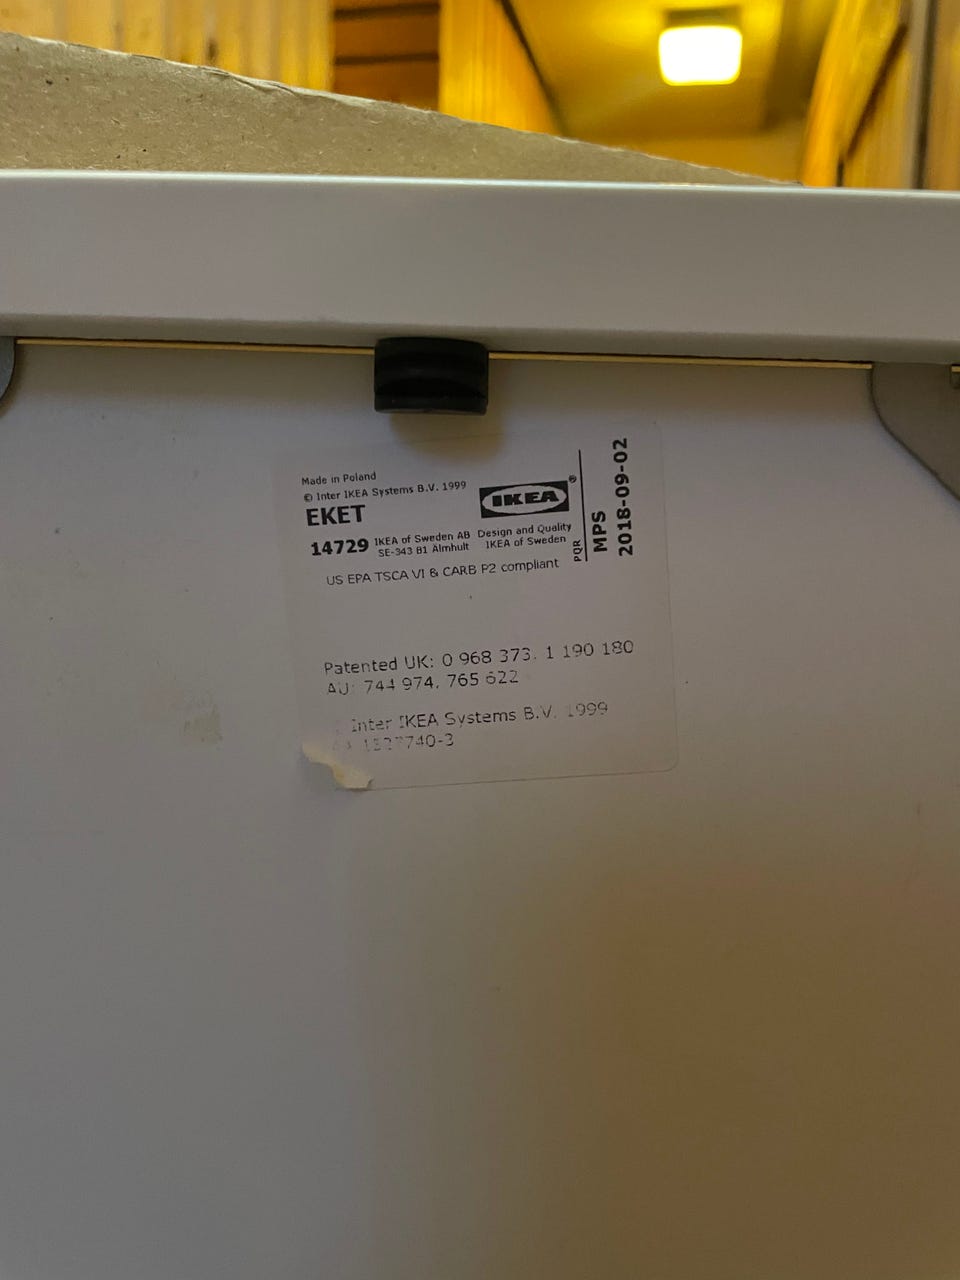 Made in Poland
© Inter IKEA Systems B.V. 1999
EKET
IKEA®
14729
IKEA of Sweden AB
SE-343 81 Älmhult
Design and Quality
IKEA of Sweden
PQR
MPS
2018-09-02
US EPA TSCA VI & CARB P2 compliant
Patented UK: 0 968 373. 1 190 180
AU: 744 974, 765 622
Inter IKEA Systems B.V. 1999